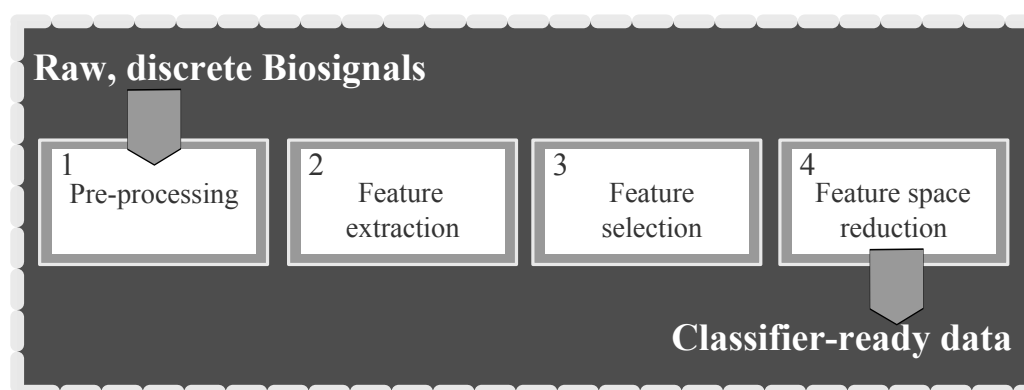 Raw, discrete Biosignals
1
Pre-processing
2
Feature
extraction
3
Feature
selection
4
Feature space
reduction
Classifier-ready data